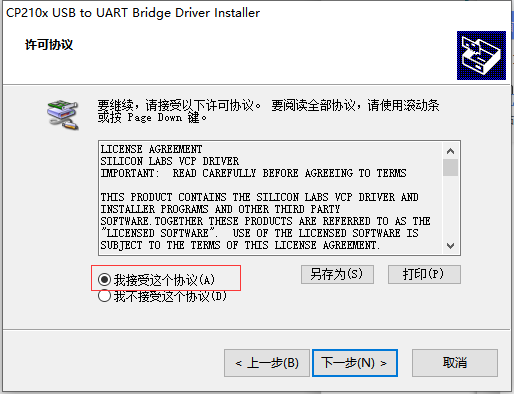 CP210x USB to UART Bridge Driver Installer
许可协议
要继续，请接受以下许可协议。 要阅读全部协议，请使用滚动条
或按 Page Down 键。
LICENSE AGREEMENT
SILICON LABS VCP DRIVER
IMPORTANT:  READ CAREFULLY BEFORE AGREEING TO TERMS
THIS PRODUCT CONTAINS THE SILICON LABS VCP DRIVER AND
INSTALLER PROGRAMS AND OTHER THIRD PARTY
SOFTWARE.TOGETHER THESE PRODUCTS ARE REFERRED TO AS THE
"LICENSED SOFTWARE".  USE OF THE LICENSED SOFTWARE IS
SUBJECT TO THE TERMS OF THIS LICENSE AGREEMENT.
我接受这个协议(A)
另存为(S)
打印(P)
我不接受这个协议(D)
< 上一步(B)
下一步(N) >
取消